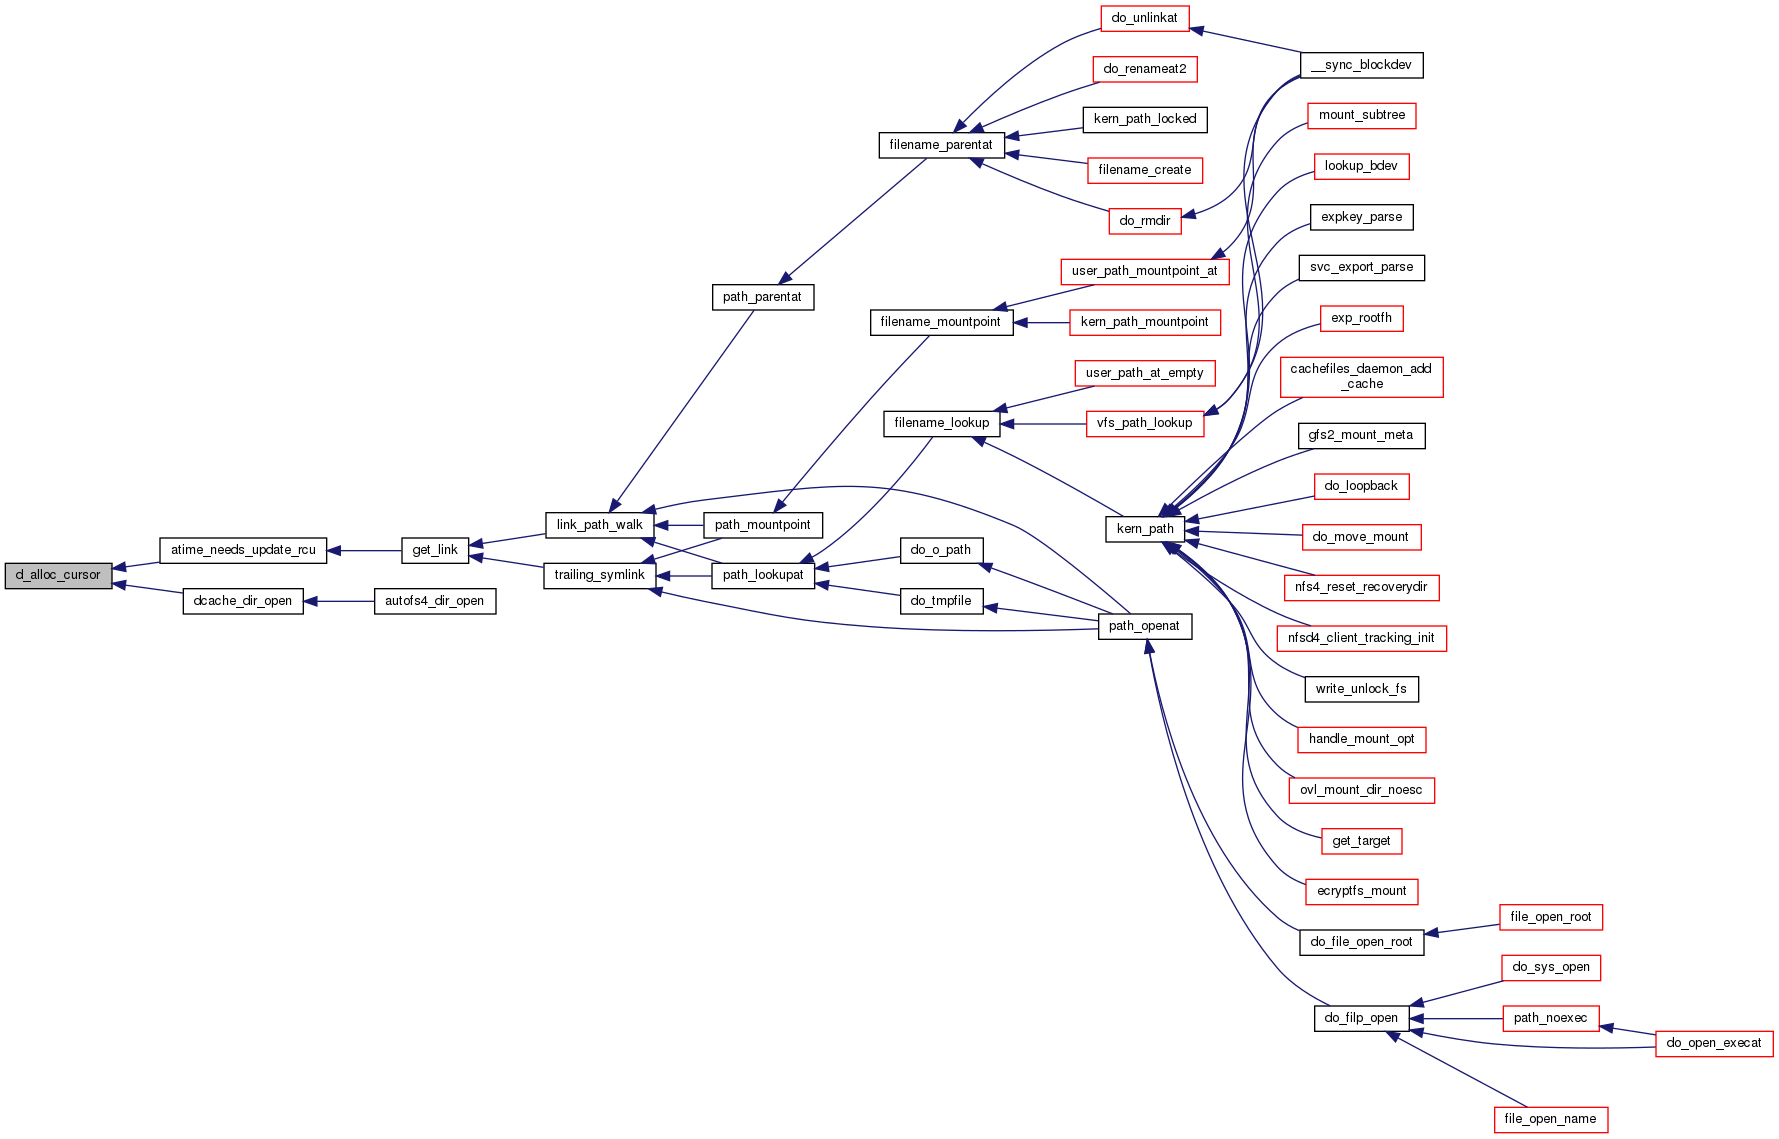 do_unlinkat
__sync_blockdev
do_renameat2
mount_subtree
kern_path_locked
filename_parentat
lookup_bdev
filename_create
do_rmdir
expkey_parse
user_path_mountpoint_at
svc_export_parse
path_parentat
filename_mountpoint
kern_path_mountpoint
exp_rootfh
user_path_at_empty
cachefiles_daemon_add
_cache
filename_lookup
vfs_path_lookup
gfs2_mount_meta
do_loopback
link_path_walk
path_mountpoint
kern_path
do_move_mount
atime_needs_update_rcu
get_link
do_o_path
d_alloc_cursor
trailing_symlink
path_lookupat
nfs4_reset_recoverydir
dcache_dir_open
autofs4_dir_open
do_tmpfile
path_openat
nfsd4_client_tracking_init
write_unlock_fs
handle_mount_opt
ovl_mount_dir_noesc
get_target
ecryptfs_mount
file_open_root
do_file_open_root
do_sys_open
do_filp_open
path_noexec
do_open_execat
file_open_name